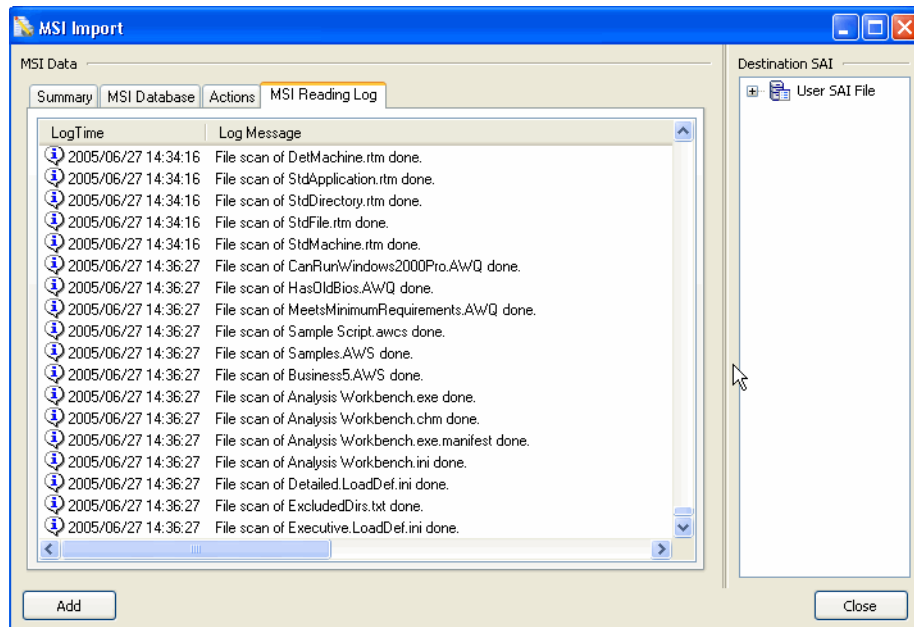 MSI Import
MSI Data
Destination SAI
Summary MSI Database Actions MSI Reading Log
User SAI File
LogTime Log Message
2005/06/27 14:34:16 File scan of DetMachine.rtm done.
2005/06/27 14:34:16 File scan of StdApplication.rtm done.
2005/06/27 14:34:16 File scan of StdDirectory.rtm done.
2005/06/27 14:34:16 File scan of StdFile.rtm done.
2005/06/27 14:34:16 File scan of StdMachine.rtm done.
2005/06/27 14:36:27 File scan of CanRunWindows2000Pro.AWQ done.
2005/06/27 14:36:27 File scan of HasOldBios.AWQ done.
2005/06/27 14:36:27 File scan of MeetsMinimumRequirements.AWQ done.
2005/06/27 14:36:27 File scan of Sample Script.awcs done.
2005/06/27 14:36:27 File scan of Samples.AWS done.
2005/06/27 14:36:27 File scan of Business5.AWS done.
2005/06/27 14:36:27 File scan of Analysis Workbench.exe done.
2005/06/27 14:36:27 File scan of Analysis Workbench.chm done.
2005/06/27 14:36:27 File scan of Analysis Workbench.exe.manifest done.
2005/06/27 14:36:27 File scan of Analysis Workbench.ini done.
2005/06/27 14:36:27 File scan of Detailed.LoadDef.ini done.
2005/06/27 14:36:27 File scan of ExcludedDirs.txt done.
2005/06/27 14:36:27 File scan of Executive.LoadDef.ini done.
Add
Close